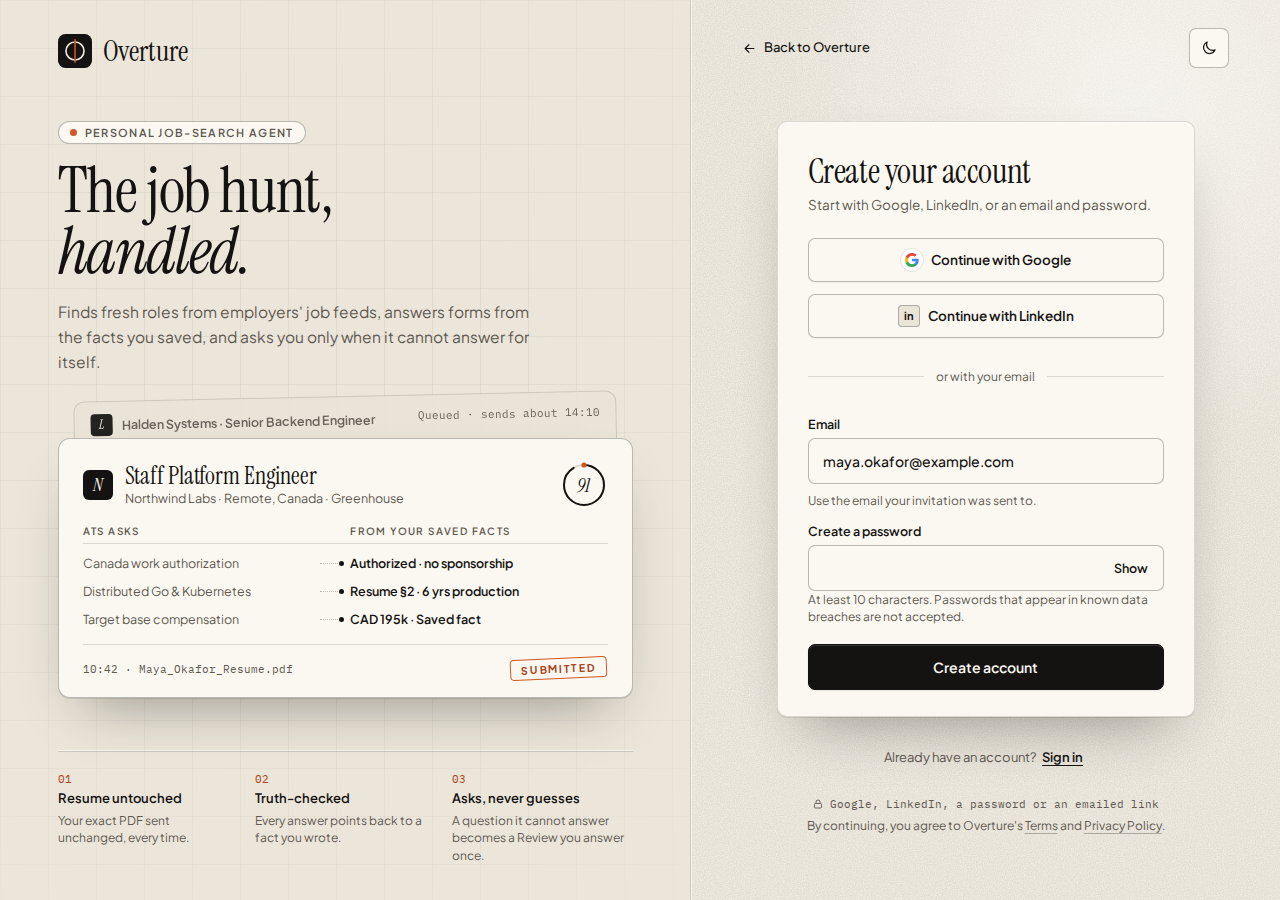 Overture
PERSONAL JOB-SEARCH AGENT
The job hunt,
handled.
Finds fresh roles from employers' job feeds, answers forms from
the facts you saved, and asks you only when it cannot answer for
itself.
L Halden Systems · Senior Backend Engineer Queued · sends about 14:10
N Staff Platform Engineer
Northwind Labs · Remote, Canada · Greenhouse
91
ATS ASKS FROM YOUR SAVED FACTS
Canada work authorization Authorized · no sponsorship
Distributed Go & Kubernetes Resume §2 · 6 yrs production
Target base compensation CAD 195k · Saved fact
10:42 · Maya_Okafor_Resume.pdf SUBMITTED
01
Resume untouched
Your exact PDF sent
unchanged, every time.
02
Truth-checked
Every answer points back to a
fact you wrote.
03
Asks, never guesses
A question it cannot answer
becomes a Review you answer
once.
← Back to Overture
Create your account
Start with Google, LinkedIn, or an email and password.
G Continue with Google
in Continue with LinkedIn
or with your email
Email
maya.okafor@example.com
Use the email your invitation was sent to.
Create a password
Show
At least 10 characters. Passwords that appear in known data
breaches are not accepted.
Create account
Already have an account? Sign in
Google, LinkedIn, a password or an emailed link
By continuing, you agree to Overture's Terms and Privacy Policy.